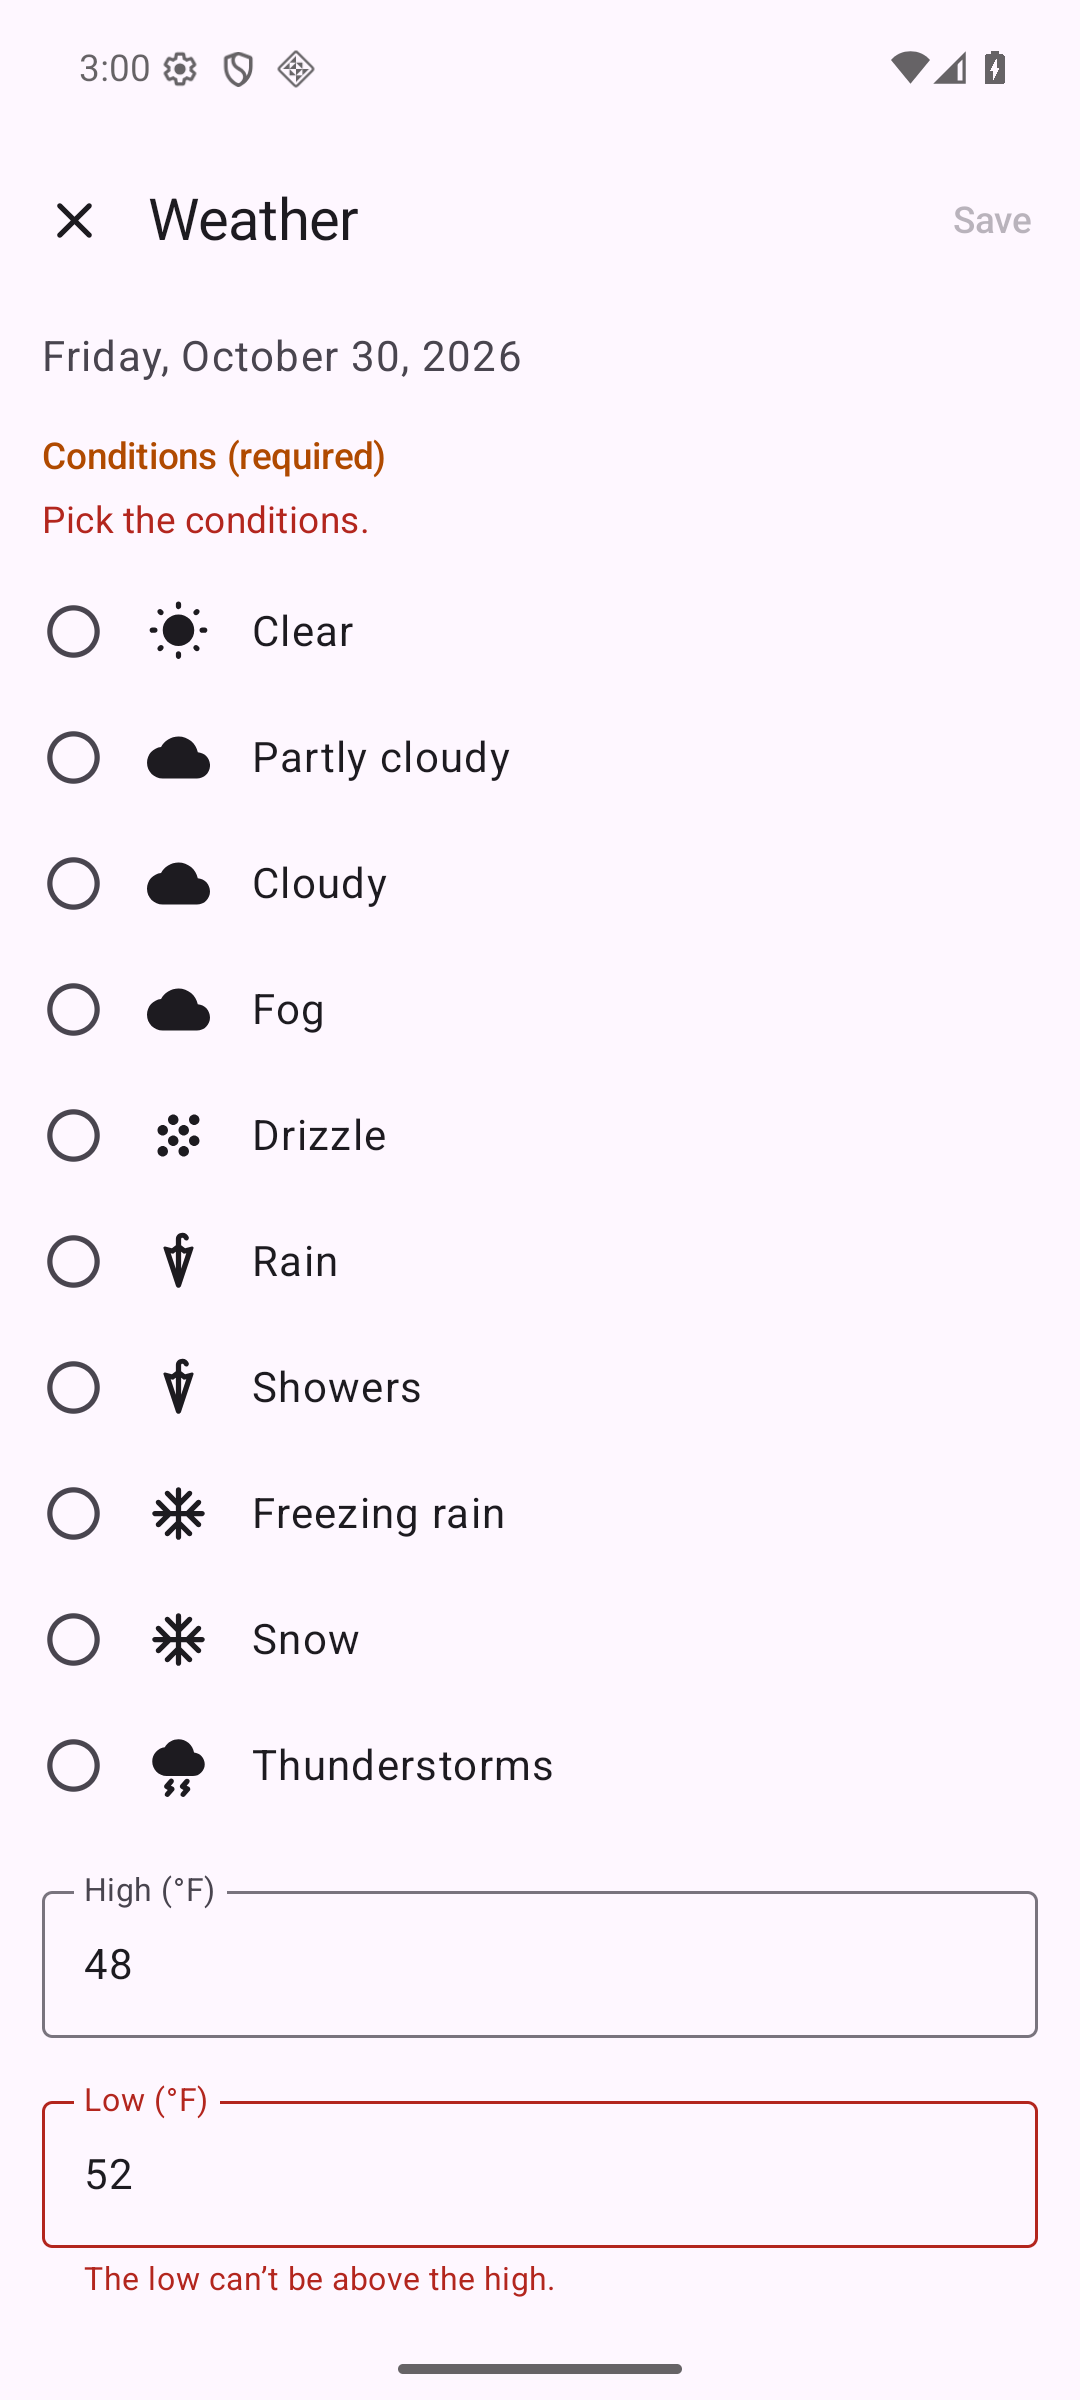 3:00
Weather
Save
Friday, October 30, 2026
Conditions (required)
Pick the conditions.
Clear
Partly cloudy
Cloudy
Fog
Drizzle
Rain
Showers
Freezing rain
Snow
Thunderstorms
High (°F)
48
Low (°F)
52
The low can’t be above the high.